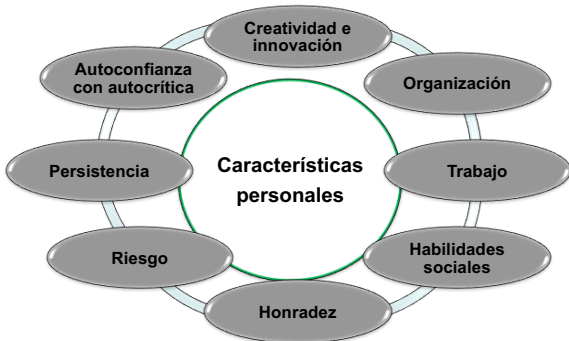 Creatividad e
innovación
Organización
Trabajo
Habilidades
sociales
Honradez
Riesgo
Persistencia
Autoconfianza
con autocrítica
Características
personales